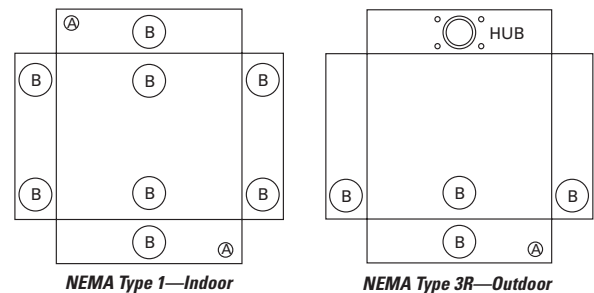 A B
B B B
B B B
B A
NEMA Type 1—Indoor
HUB
B B B
B A
NEMA Type 3R—Outdoor